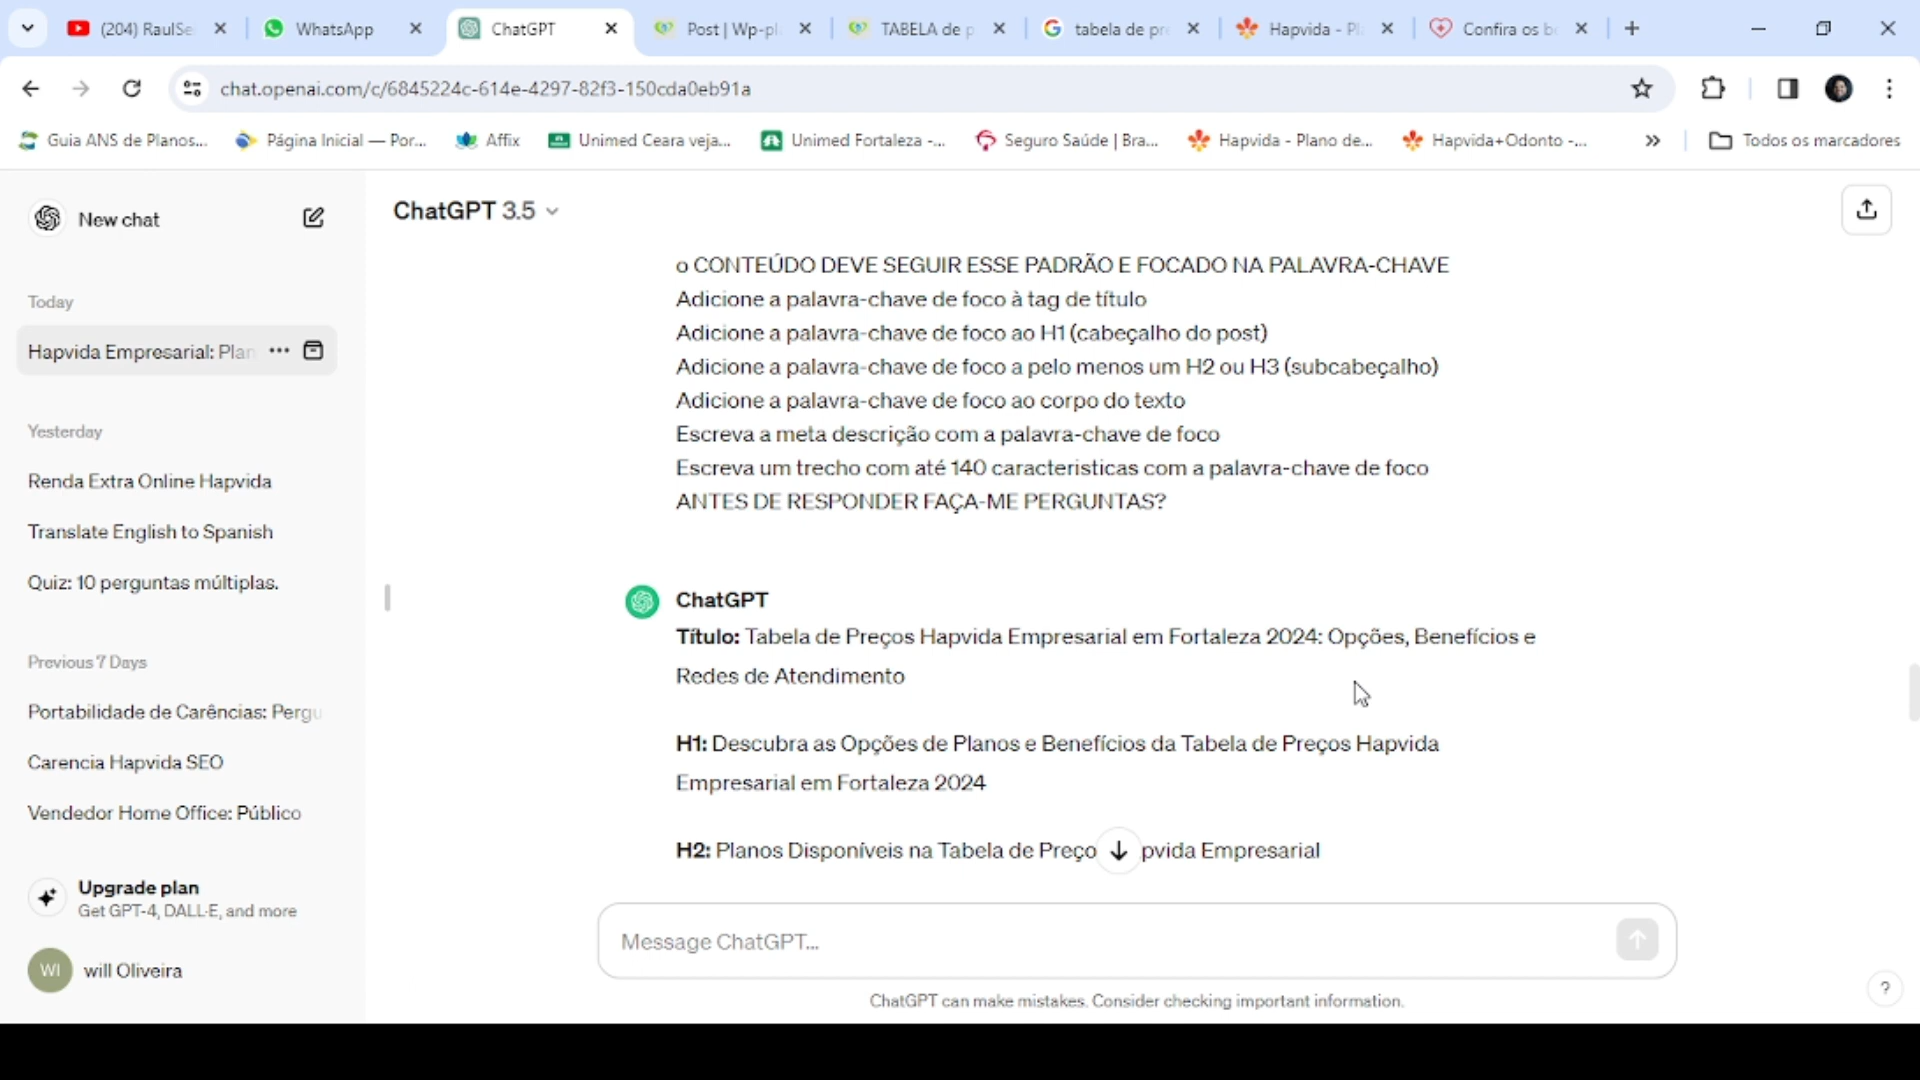 (204) RaulSe
WhatsApp
ChatGPT
Post | Wp-pl
TABELA de p
tabela de pre
Hapvida - Pl
Confira os b
chat.openai.com/c/6845224c-614e-4297-82f3-150cda0eb91a
Guia ANS de Planos...
Página Inicial — Por...
Affix
Unimed Ceara veja...
Unimed Fortaleza -...
Seguro Saúde | Bra...
Hapvida - Plano de...
Hapvida+Odonto -...
»
Todos os marcadores
New chat
Today
Hapvida Empresarial: Plan
Yesterday
Renda Extra Online Hapvida
Translate English to Spanish
Quiz: 10 perguntas múltiplas.
Previous 7 Days
Portabilidade de Carências: Pergu
Carencia Hapvida SEO
Vendedor Home Office: Público
Upgrade plan
Get GPT-4, DALL·E, and more
WI
will Oliveira
ChatGPT 3.5
o CONTEÚDO DEVE SEGUIR ESSE PADRÃO E FOCADO NA PALAVRA-CHAVE
Adicione a palavra-chave de foco à tag de título
Adicione a palavra-chave de foco ao H1 (cabeçalho do post)
Adicione a palavra-chave de foco a pelo menos um H2 ou H3 (subcabeçalho)
Adicione a palavra-chave de foco ao corpo do texto
Escreva a meta descrição com a palavra-chave de foco
Escreva um trecho com até 140 caracteristicas com a palavra-chave de foco
ANTES DE RESPONDER FAÇA-ME PERGUNTAS?
ChatGPT
Título: Tabela de Preços Hapvida Empresarial em Fortaleza 2024: Opções, Benefícios e
Redes de Atendimento
H1: Descubra as Opções de Planos e Benefícios da Tabela de Preços Hapvida
Empresarial em Fortaleza 2024
H2: Planos Disponíveis na Tabela de Preço pvida Empresarial
Message ChatGPT...
ChatGPT can make mistakes. Consider checking important information.
?